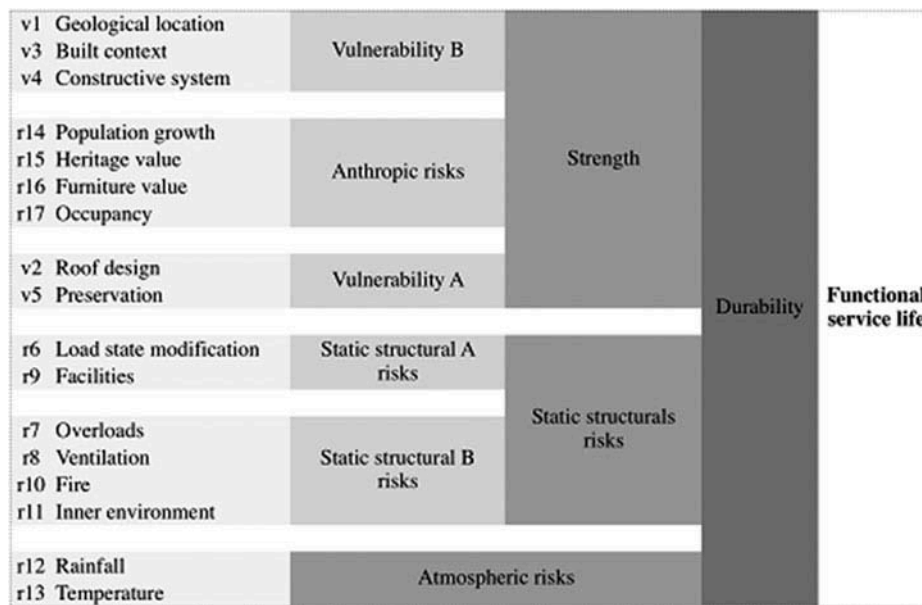 v1 Geological location
v3 Built context
v4 Constructive system
Vulnerability B
r14 Population growth
r15 Heritage value
r16 Furniture value
r17 Occupancy
Anthropic risks
Strength
v2 Roof design
v5 Preservation
Vulnerability A
r6 Load state modification
r9 Facilities
Static structural A
risks
r7 Overloads
r8 Ventilation
r10 Fire
r11 Inner environment
Static structural B
risks
Static structurals
risks
r12 Rainfall
r13 Temperature
Atmospheric risks
Durability
Functional
service life